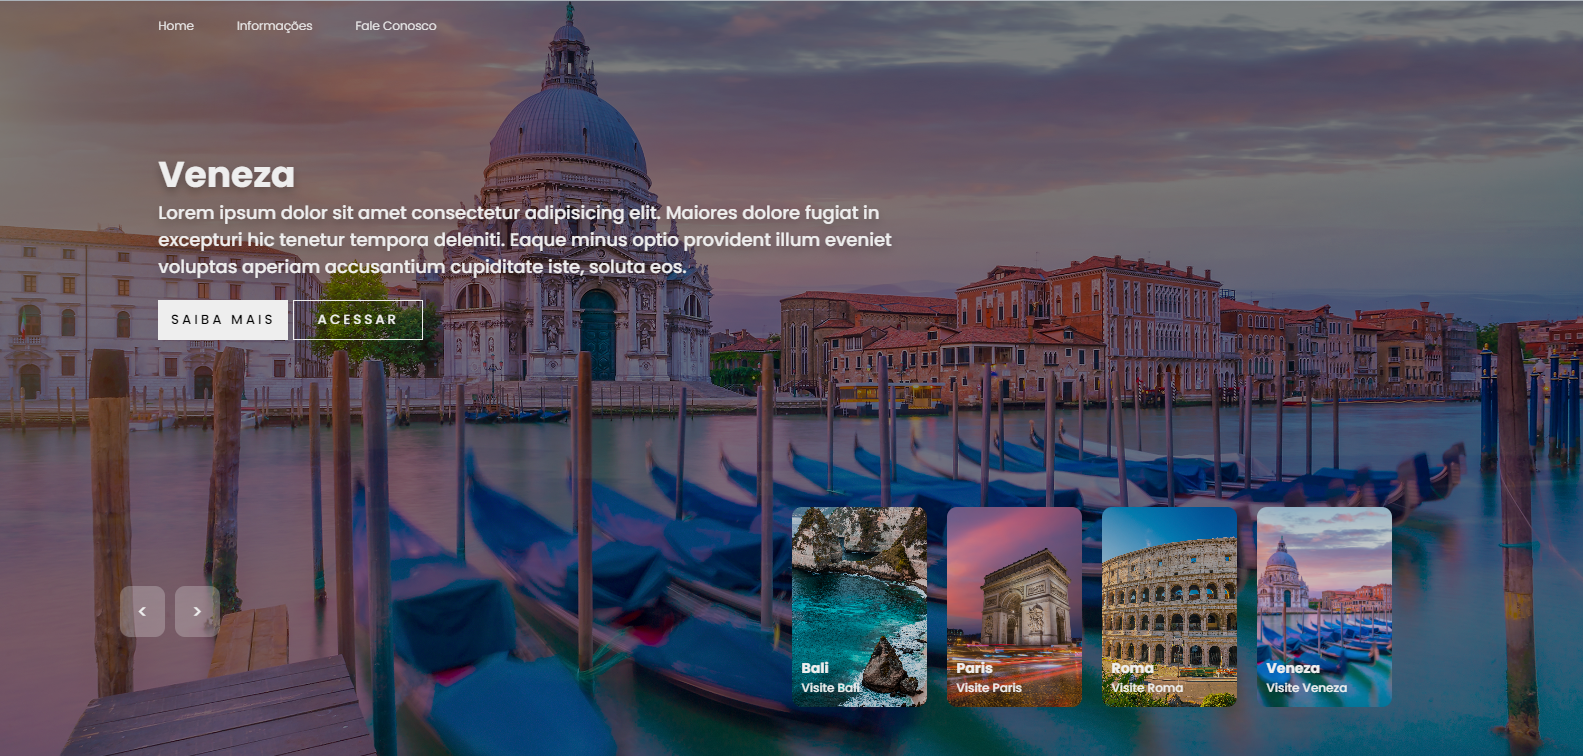 Home Informações Fale Conosco
Veneza
Lorem ipsum dolor sit amet consectetur adipisicing elit. Maiores dolore fugiat in
excepturi hic tenetur tempora deleniti. Eaque minus optio provident illum eveniet
voluptas aperiam accusantium cupiditate iste, soluta eos.
SAIBA MAIS ACESSAR
< >
Bali
Visite Bali
Paris
Visite Paris
Roma
Visite Roma
Veneza
Visite Veneza